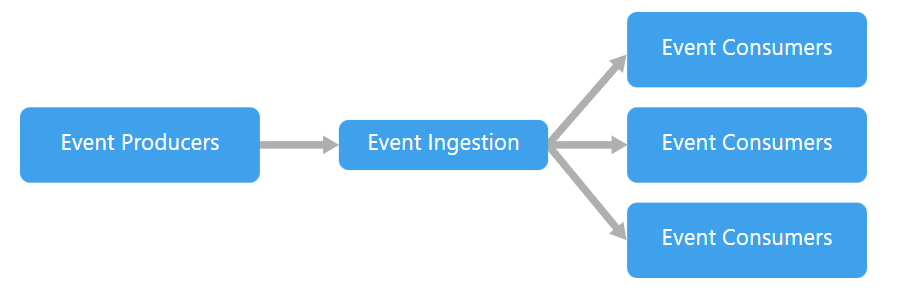 Event Consumers
Event Producers
Event Ingestion
Event Consumers
Event Consumers